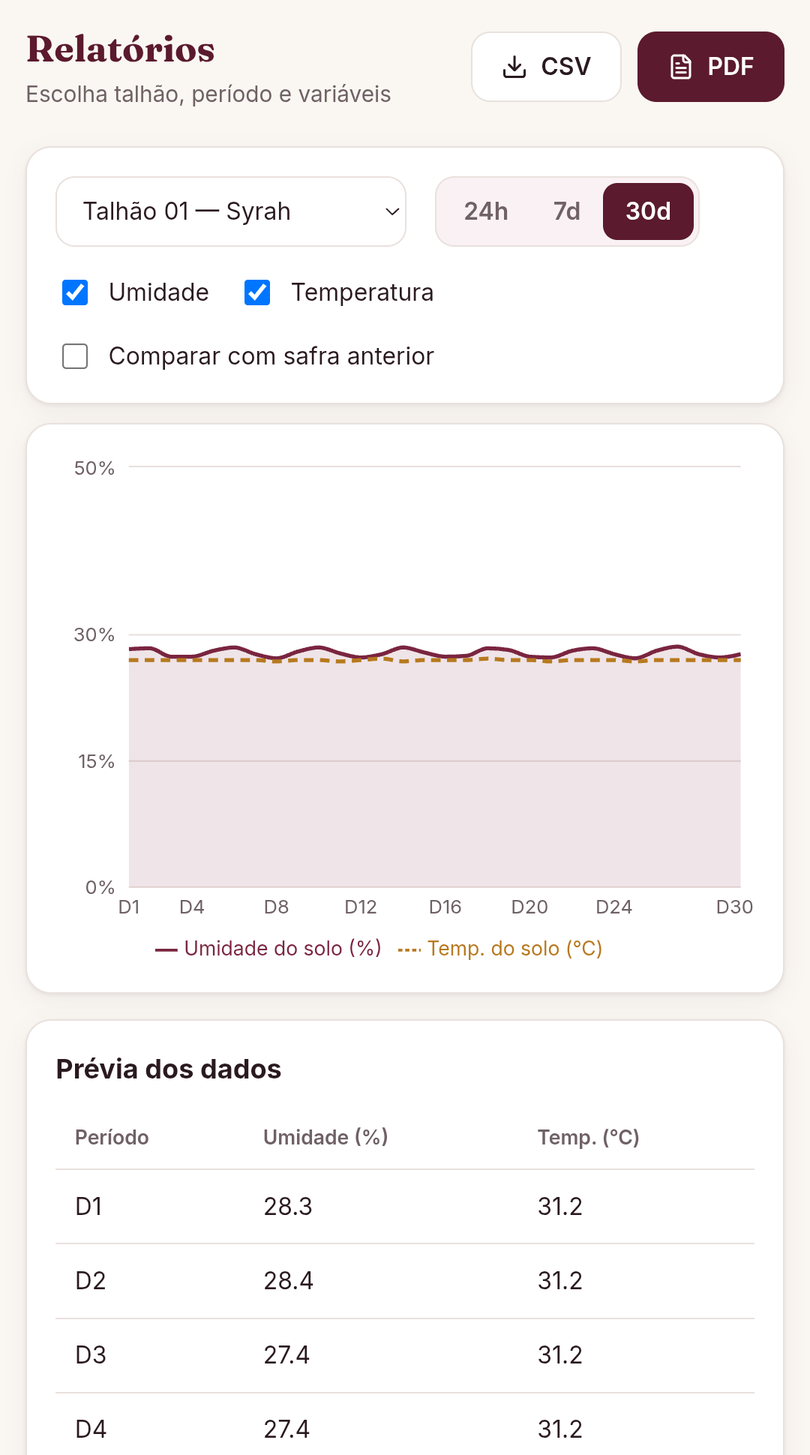 Relatórios
Escolha talhão, período e variáveis
CSV
PDF
Talhão 01 — Syrah
24h 7d 30d
Umidade Temperatura
Comparar com safra anterior
50%
30%
15%
0%
D1 D4 D8 D12 D16 D20 D24 D30
Umidade do solo (%) Temp. do solo (°C)
Prévia dos dados
Período Umidade (%) Temp. (°C)
D1 28.3 31.2
D2 28.4 31.2
D3 27.4 31.2
D4 27.4 31.2